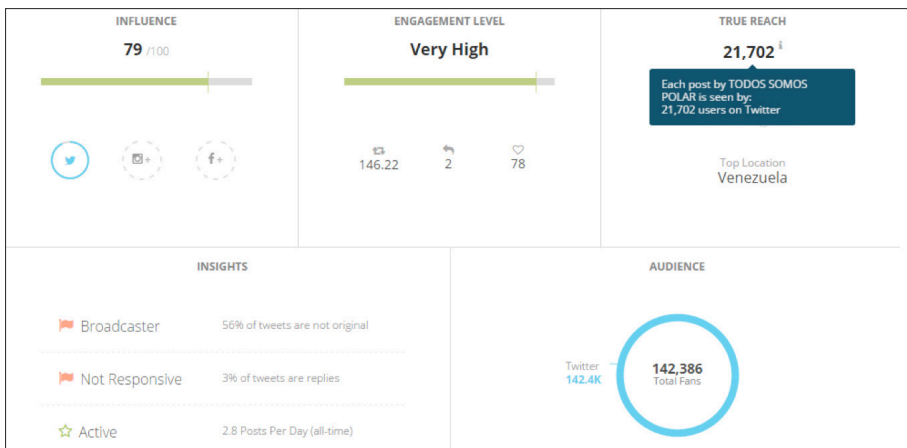 INFLUENCE
79 /100
ENGAGEMENT LEVEL
Very High
146.22
2
78
TRUE REACH
21,702 i
Each post by TODOS SOMOS
POLAR is seen by:
21,702 users on Twitter
Top Location
Venezuela
INSIGHTS
Broadcaster 56% of tweets are not original
Not Responsive 3% of tweets are replies
Active 2.8 Posts Per Day (all-time)
AUDIENCE
Twitter
142.4K
142,386
Total Fans